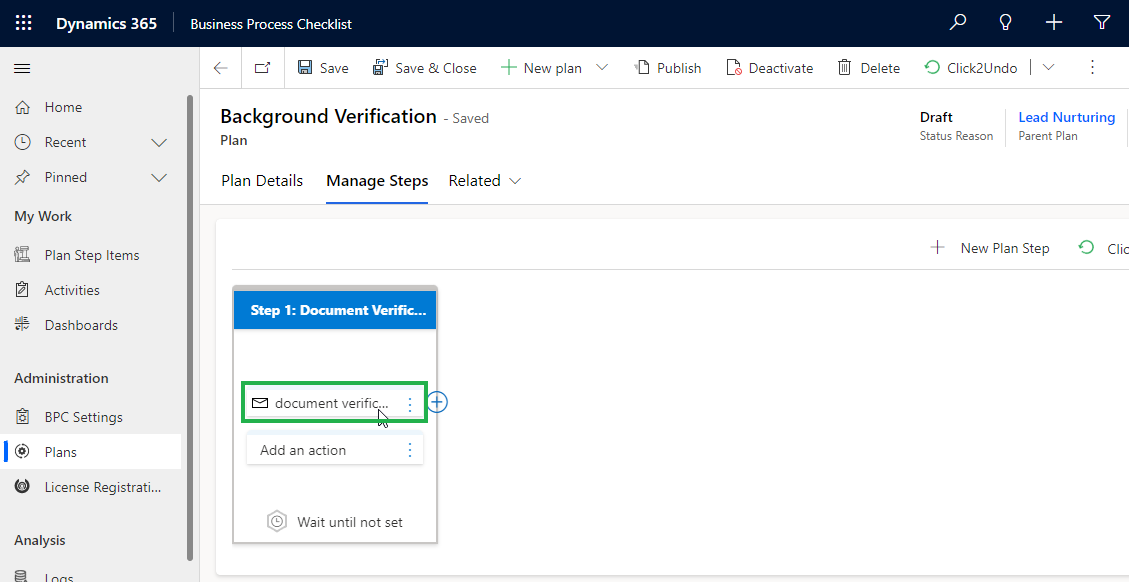 Dynamics 365 Business Process Checklist
Save Save & Close New plan Publish Deactivate Delete Click2Undo
Home
Recent
Pinned
My Work
Plan Step Items
Activities
Dashboards
Administration
BPC Settings
Plans
License Registrati...
Analysis
Logs
Background Verification - Saved
Plan
Draft
Status Reason
Lead Nurturing
Parent Plan
Plan Details Manage Steps Related
New Plan Step Clic
Step 1: Document Verific...
document verific...
Add an action
Wait until not set